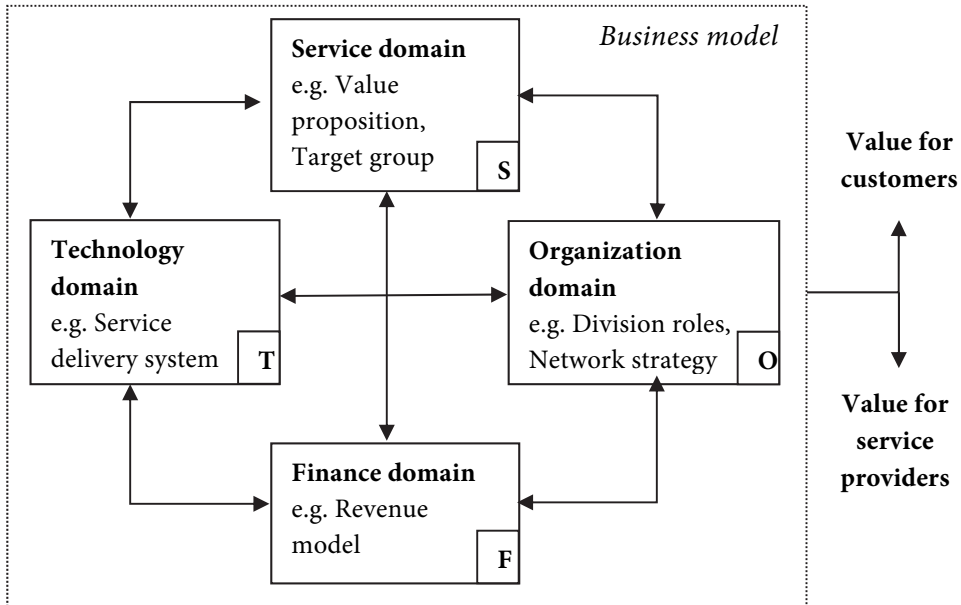 Business model
Service domain
e.g. Value
proposition,
Target group
S
Technology
domain
e.g. Service
delivery system
T
Organization
domain
e.g. Division roles,
Network strategy
O
Finance domain
e.g. Revenue
model
F
Value for
customers
Value for
service
providers